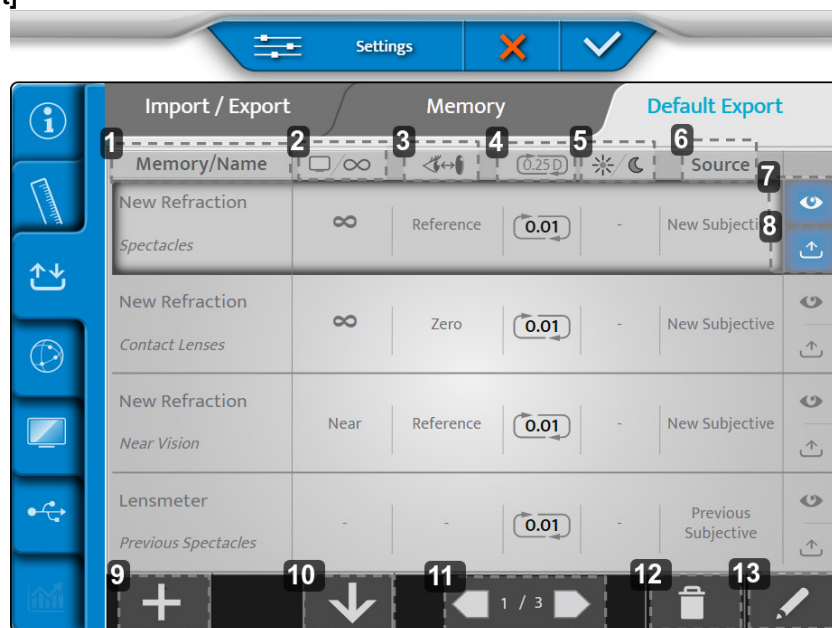 t]
Settings
Import / Export
Memory
Default Export
1
2
3
4
5
6
Memory/Name
0.25 D
Source
7
New Refraction
Spectacles
Reference
0.01
-
New Subjecti
8
New Refraction
Contact Lenses
Zero
0.01
-
New Subjective
New Refraction
Near Vision
Near
Reference
0.01
-
New Subjective
Lensmeter
Previous Spectacles
-
-
0.01
-
Previous
Subjective
9
10
11
12
13
1 / 3